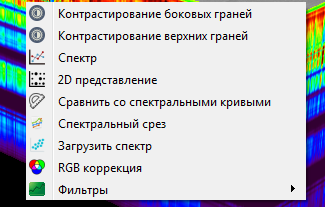 Контрастирование боковых граней
Контрастирование верхних граней
Спектр
2D представление
Сравнить со спектральными кривыми
Спектральный срез
Загрузить спектр
RGB коррекция
Фильтры